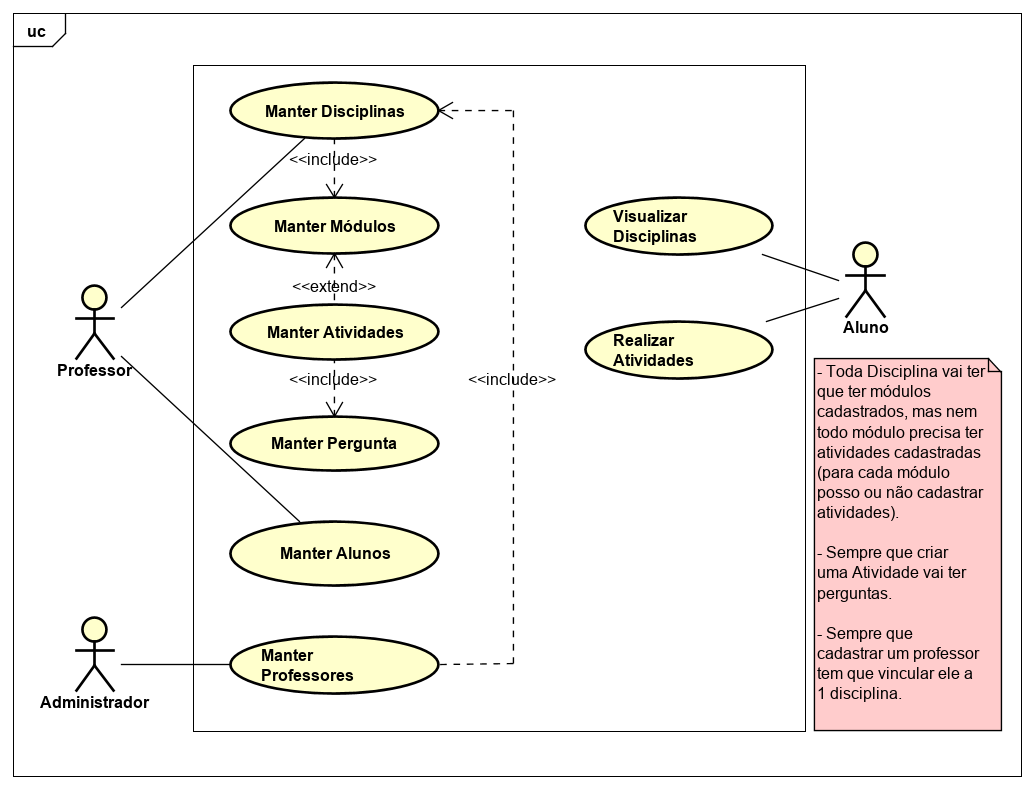 uc
Manter Disciplinas
<<include>>
Manter Módulos
<<extend>>
Manter Atividades
<<include>>
Manter Pergunta
Manter Alunos
Manter
Professores
<<include>>
Professor
Administrador
Visualizar
Disciplinas
Realizar
Atividades
Aluno
- Toda Disciplina vai ter
que ter módulos
cadastrados, mas nem
todo módulo precisa ter
atividades cadastradas
(para cada módulo
posso ou não cadastrar
atividades).
- Sempre que criar
uma Atividade vai ter
perguntas.
- Sempre que
cadastrar um professor
tem que vincular ele a
1 disciplina.